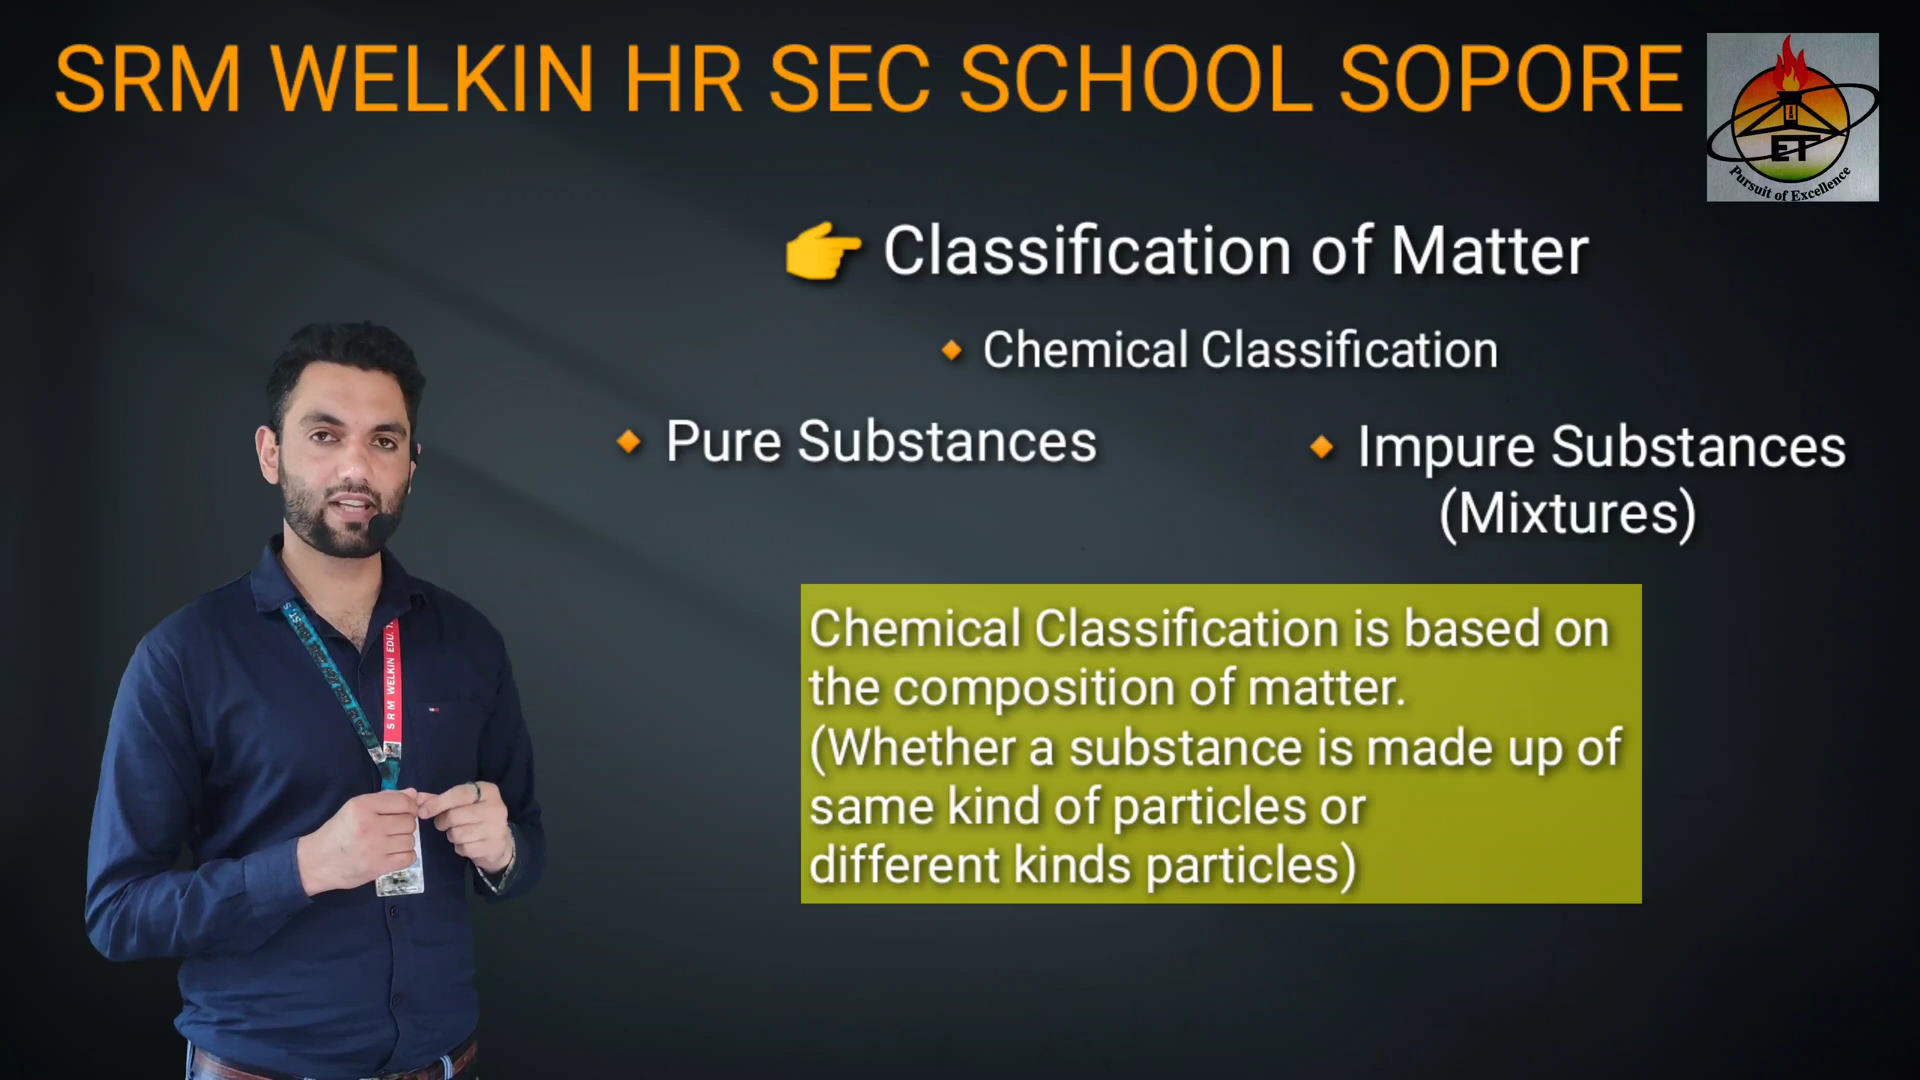 SRM WELKIN HR SEC SCHOOL SOPORE
ET
Pursuit of Excellence
👉 Classification of Matter
🔸 Chemical Classification
🔸 Pure Substances
🔸 Impure Substances
(Mixtures)
Chemical Classification is based on
the composition of matter.
(Whether a substance is made up of
same kind of particles or
different kinds particles)
S R M WELKIN EDU.